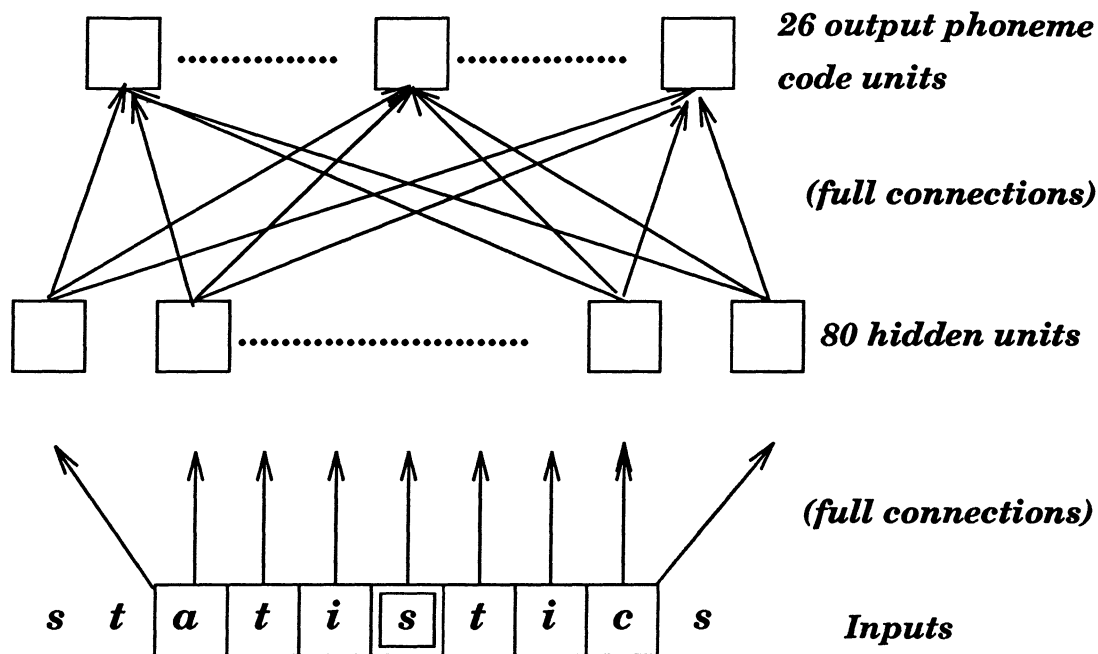 26 output phoneme
code units
(full connections)
80 hidden units
(full connections)
s t a t i s t i c s
Inputs